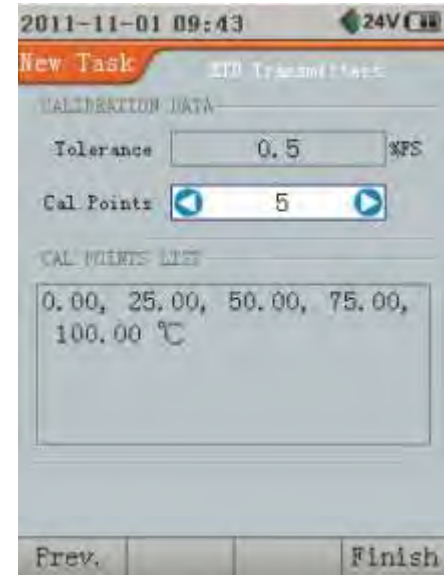 2011-11-01 09:43 24V
New Task RTD Transmitters
CALIBRATION DATA
Tolerance 0.5 %FS
Cal Points 5
CAL POINTS LIST
0.00, 25.00, 50.00, 75.00,
100.00 ℃
Prev. Finish